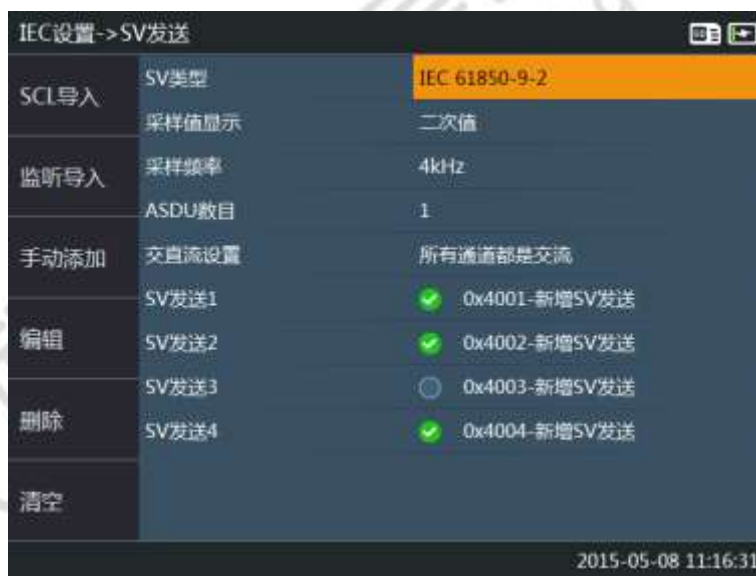 IEC设置->SV发送
SCL导入
监听导入
手动添加
编辑
删除
清空
SV类型 IEC 61850-9-2
采样值显示 二次值
采样频率 4kHz
ASDU数目 1
交直流设置 所有通道都是交流
SV发送1 0x4001-新增SV发送
SV发送2 0x4002-新增SV发送
SV发送3 0x4003-新增SV发送
SV发送4 0x4004-新增SV发送
2015-05-08 11:16:31